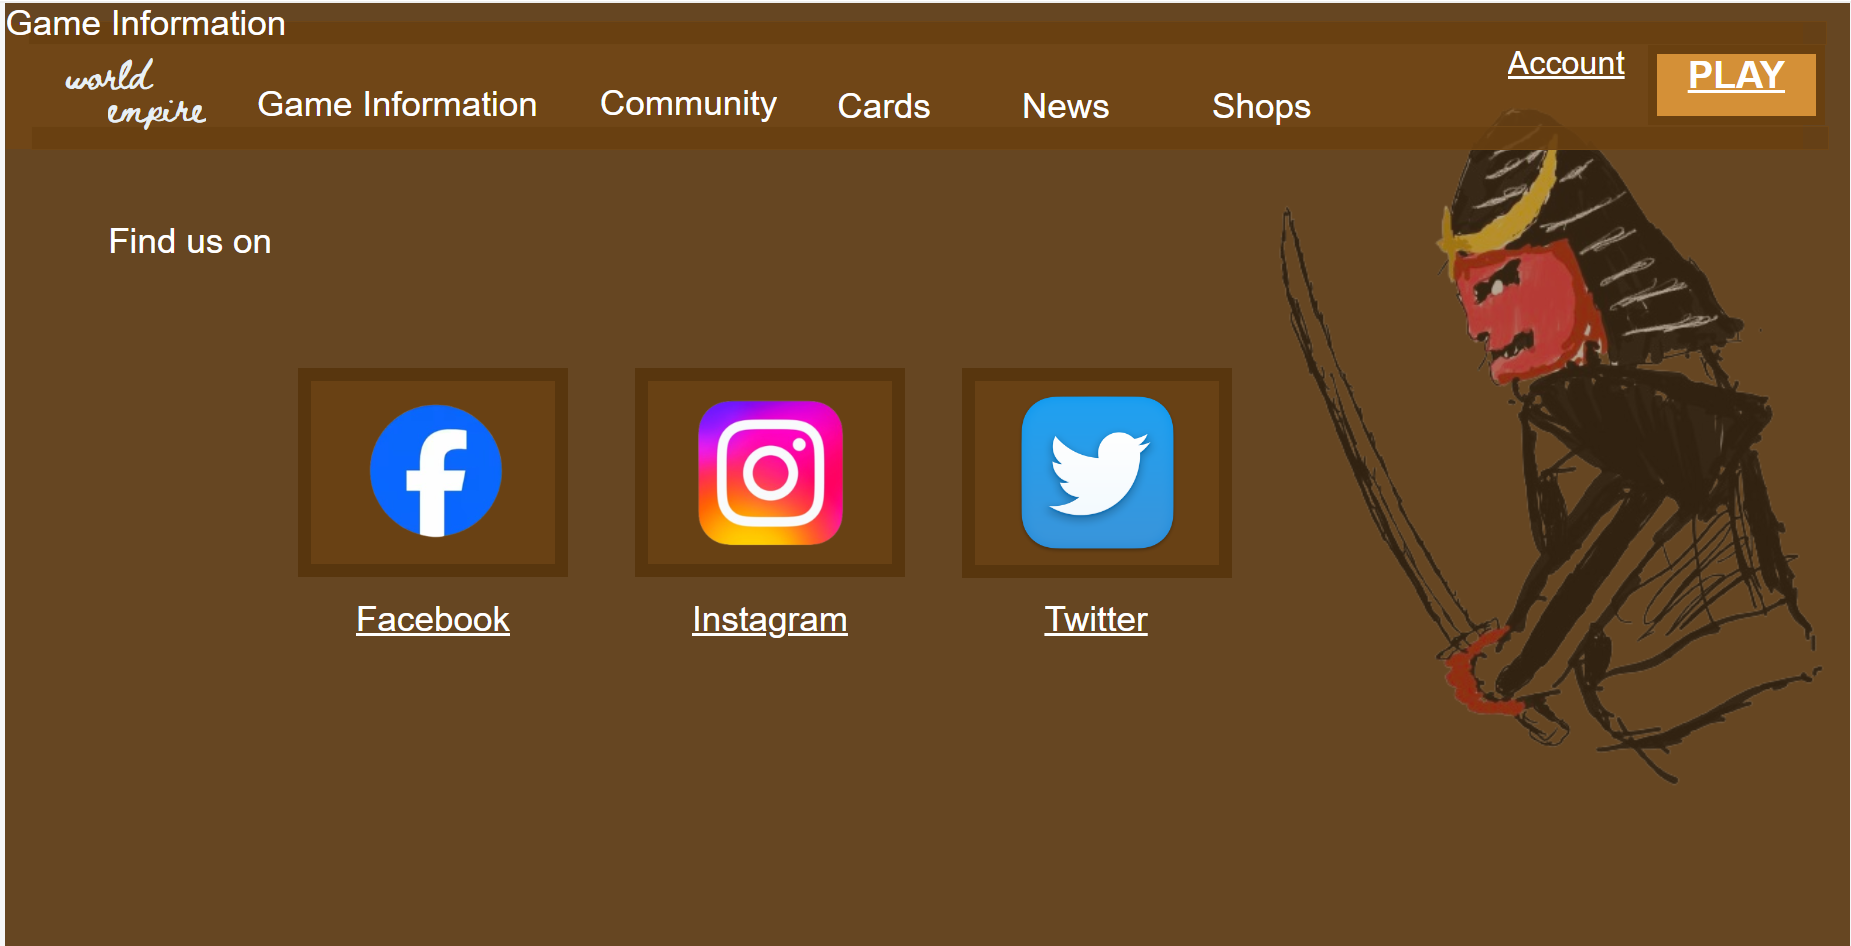 Game Information
world
empire
Game Information
Community
Cards
News
Shops
Account
PLAY
Find us on
Facebook
Instagram
Twitter